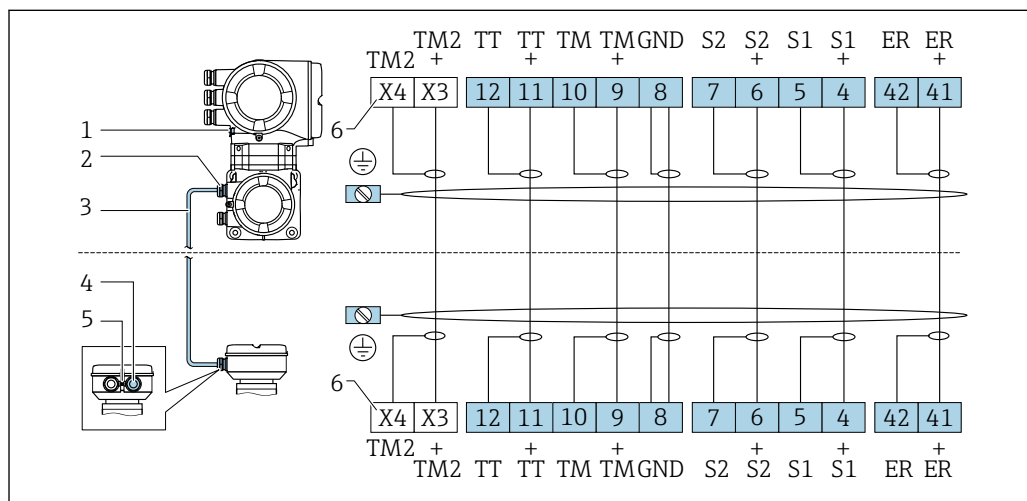 TM2 TT TT TM TM GND S2 S2 S1 S1 ER ER
TM2 + + + + + +
X4 X3 12 11 10 9 8 7 6 5 4 42 41
6
1
2
3
4
5
6
X4 X3 12 11 10 9 8 7 6 5 4 42 41
TM2 + + + + + +
TM2 TT TT TM TM GND S2 S2 S1 S1 ER ER